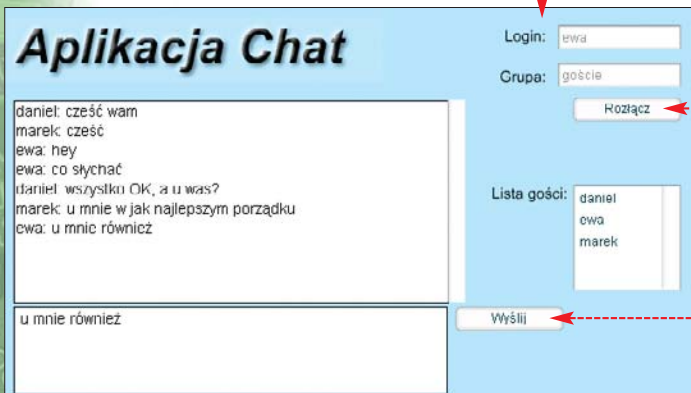 Aplikacja Chat
Login: ewa
Grupa: goście
Rozłącz
daniel: cześć wam
marek: cześć
ewa: hey
ewa: co słychać
daniel: wszystko OK, a u was?
marek: u mnie w jak najlepszym porządku
ewa: u mnie również
Lista gości:
daniel
ewa
marek
u mnie również
Wyślij